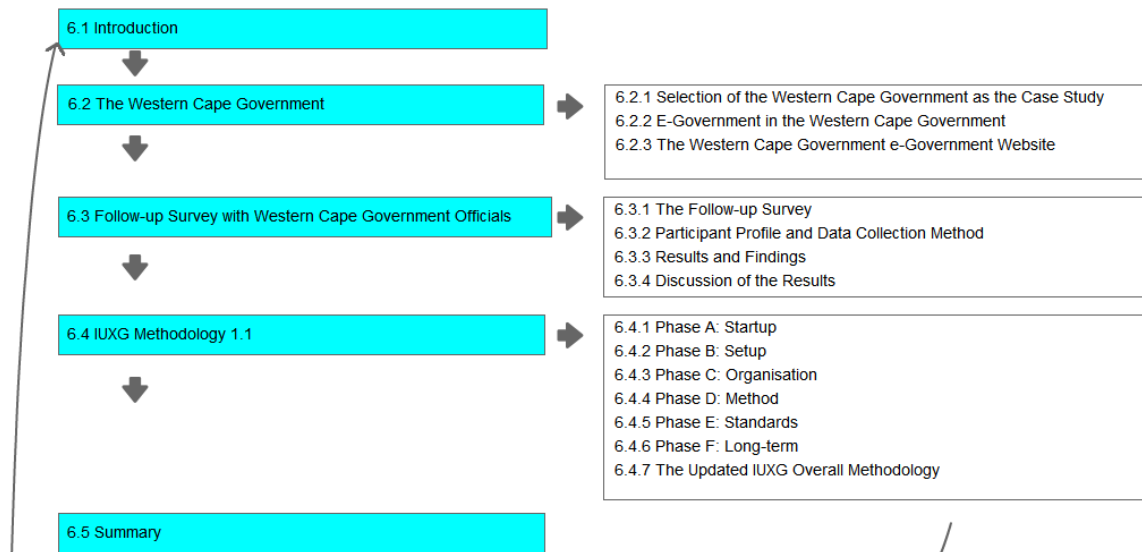 6.1 Introduction
6.2 The Western Cape Government
6.2.1 Selection of the Western Cape Government as the Case Study
6.2.2 E-Government in the Western Cape Government
6.2.3 The Western Cape Government e-Government Website
6.3 Follow-up Survey with Western Cape Government Officials
6.3.1 The Follow-up Survey
6.3.2 Participant Profile and Data Collection Method
6.3.3 Results and Findings
6.3.4 Discussion of the Results
6.4 IUXG Methodology 1.1
6.4.1 Phase A: Startup
6.4.2 Phase B: Setup
6.4.3 Phase C: Organisation
6.4.4 Phase D: Method
6.4.5 Phase E: Standards
6.4.6 Phase F: Long-term
6.4.7 The Updated IUXG Overall Methodology
6.5 Summary